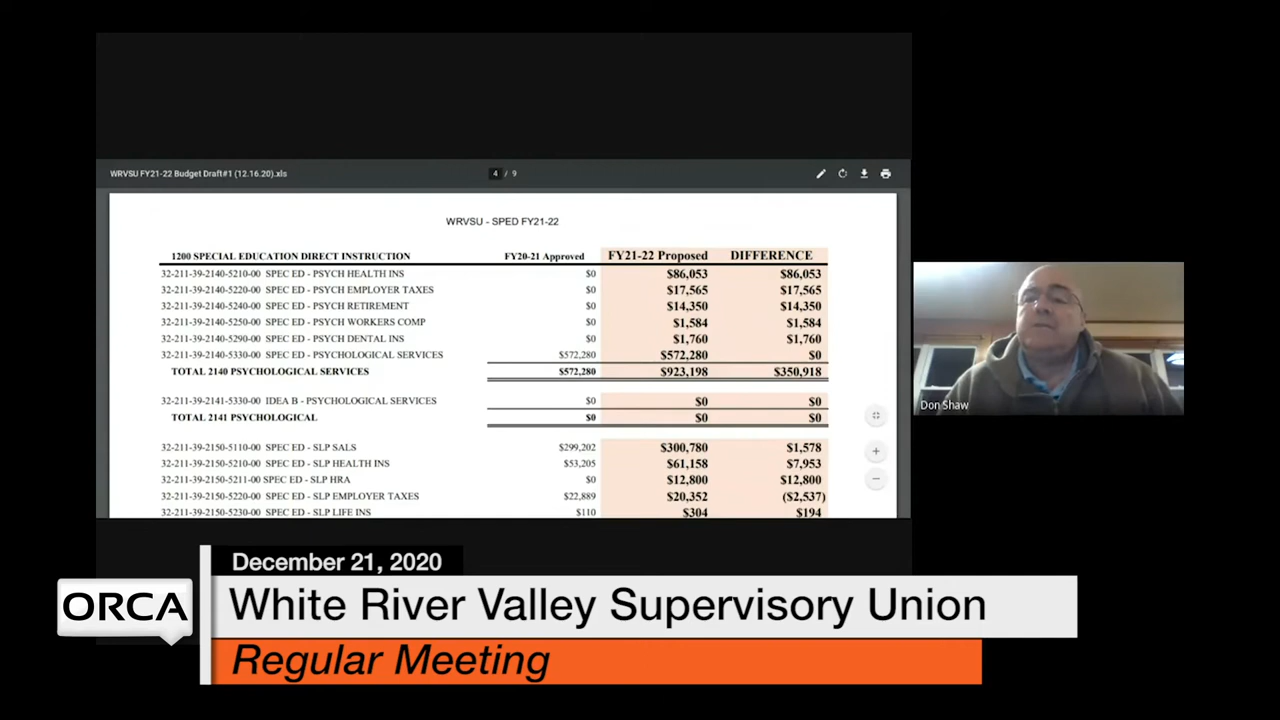 WRVSU FY21-22 Budget Draft#1 (12.16.20).xls 4 / 9
WRVSU - SPED FY21-22
1200 SPECIAL EDUCATION DIRECT INSTRUCTION FY20-21 Approved FY21-22 Proposed DIFFERENCE
32-211-39-2140-5210-00 SPEC ED - PSYCH HEALTH INS $0 $86,053 $86,053
32-211-39-2140-5220-00 SPEC ED - PSYCH EMPLOYER TAXES $0 $17,565 $17,565
32-211-39-2140-5240-00 SPEC ED - PSYCH RETIREMENT $0 $14,350 $14,350
32-211-39-2140-5250-00 SPEC ED - PSYCH WORKERS COMP $0 $1,584 $1,584
32-211-39-2140-5290-00 SPEC ED - PSYCH DENTAL INS $0 $1,760 $1,760
32-211-39-2140-5330-00 SPEC ED - PSYCHOLOGICAL SERVICES $572,280 $572,280 $0
TOTAL 2140 PSYCHOLOGICAL SERVICES $572,280 $923,198 $350,918
32-211-39-2141-5330-00 IDEA B - PSYCHOLOGICAL SERVICES $0 $0 $0
TOTAL 2141 PSYCHOLOGICAL $0 $0 $0
32-211-39-2150-5110-00 SPEC ED - SLP SALS $299,202 $300,780 $1,578
32-211-39-2150-5210-00 SPEC ED - SLP HEALTH INS $53,205 $61,158 $7,953
32-211-39-2150-5211-00 SPEC ED - SLP HRA $0 $12,800 $12,800
32-211-39-2150-5220-00 SPEC ED - SLP EMPLOYER TAXES $22,889 $20,352 ($2,537)
32-211-39-2150-5230-00 SPEC ED - SLP LIFE INS $110 $304 $194
Don Shaw
December 21, 2020
ORCA
White River Valley Supervisory Union
Regular Meeting